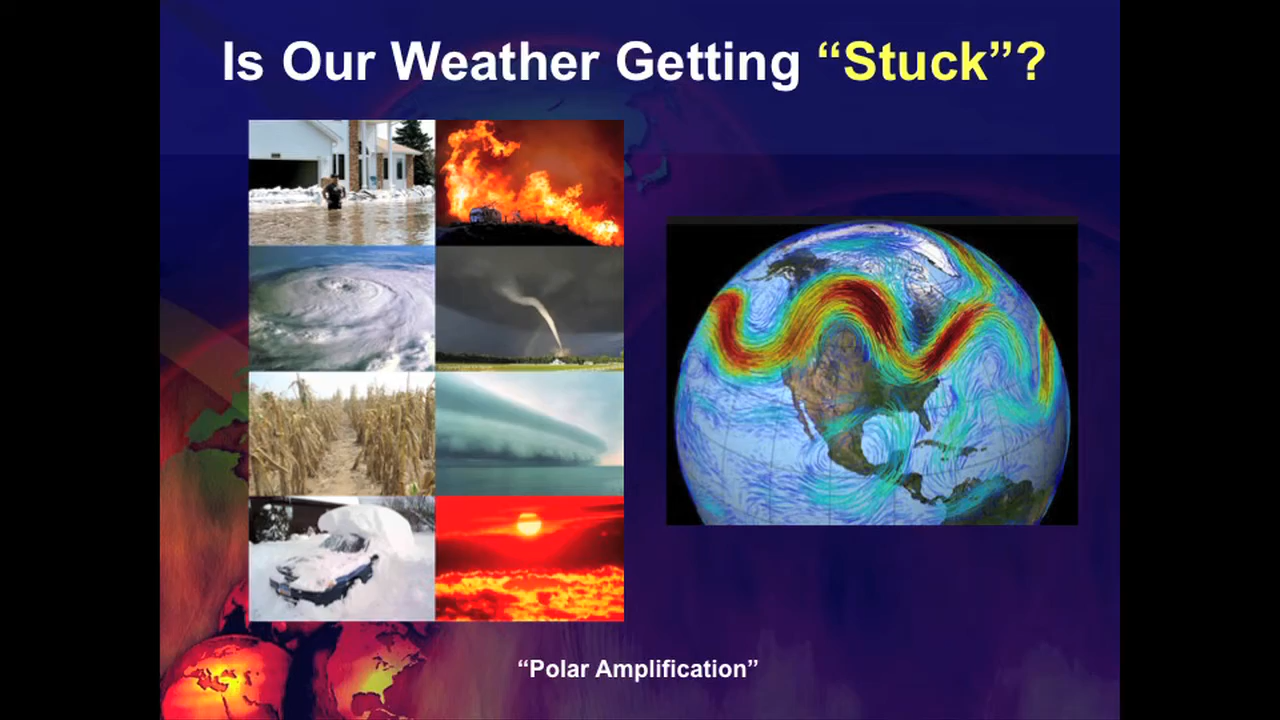 Is Our Weather Getting “Stuck”?
“Polar Amplification”